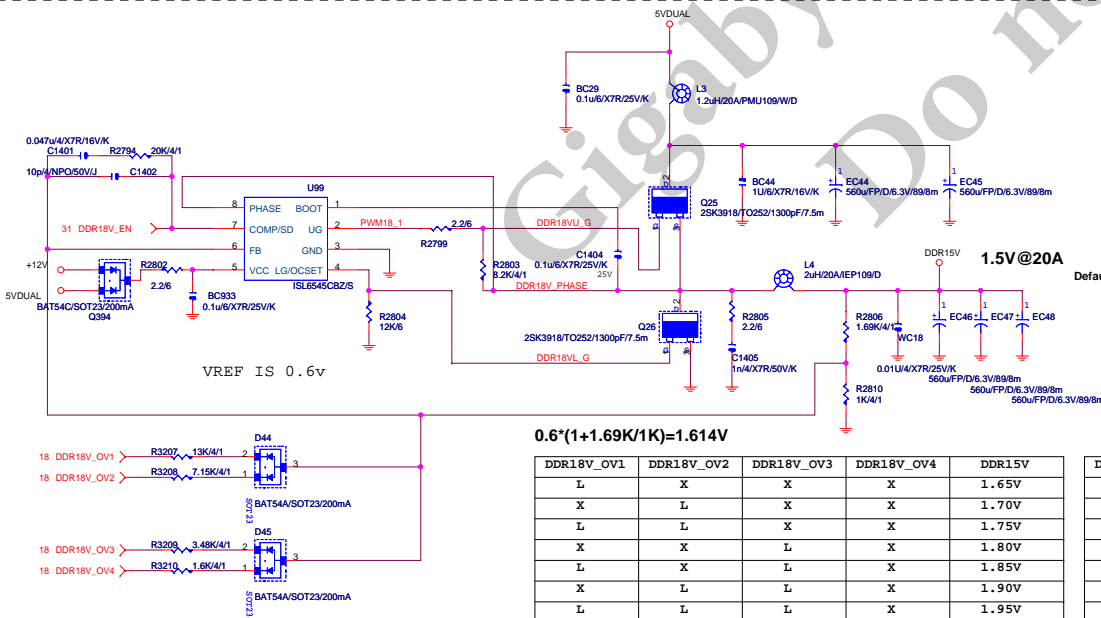 Gigaby
Do no
5VDUAL
BC29
0.1u/6/X7R/25V/K
L3
1.2uH/20A/PMU109/W/D
0.047u/4/X7R/16V/K
C1401
R2794
20K/4/1
10p/4/NPO/50V/J
C1402
U99
8 PHASE BOOT 1
7 COMP/SD UG 2
6 FB GND 3
5 VCC LG/OCSET 4
ISL6545CBZ/S
31 DDR18V_EN
+12V
5VDUAL
BAT54C/SOT23/200mA
Q394
R2802
2.2/6
BC933
0.1u/6/X7R/25V/K
PWM18_1
2.2/6
R2799
R2804
12K/6
R2803
8.2K/4/1
DDR18VU_G
DDR18V_PHASE
DDR18VL_G
C1404
0.1u/6/X7R/25V/K
25V
Q25
2SK3918/TO252/1300pF/7.5m
BC44
1U/6/X7R/16V/K
EC44
560u/FP/D/6.3V/89/8m
EC45
560u/FP/D/6.3V/89/8m
Q26
2SK3918/TO252/1300pF/7.5m
L4
2uH/20A/IEP109/D
DDR15V
1.5V@20A
Defau
R2805
2.2/6
C1405
1n/4/X7R/50V/K
R2806
1.69K/4/1
WC18
0.01U/4/X7R/25V/K
R2810
1K/4/1
EC46
EC47
EC48
560u/FP/D/6.3V/89/8m
560u/FP/D/6.3V/89/8m
560u/FP/D/6.3V/89/8m
VREF IS 0.6v
18 DDR18V_OV1 R3207 13K/4/1
18 DDR18V_OV2 R3208 7.15K/4/1
D44
2
1
3
SOT23
BAT54A/SOT23/200mA
18 DDR18V_OV3 R3209 3.48K/4/1
18 DDR18V_OV4 R3210 1.6K/4/1
D45
2
1
3
SOT23
BAT54A/SOT23/200mA
0.6*(1+1.69K/1K)=1.614V
DDR18V_OV1 DDR18V_OV2 DDR18V_OV3 DDR18V_OV4 DDR15V D
L X X X 1.65V
X L X X 1.70V
L L X X 1.75V
X X L X 1.80V
L X L X 1.85V
X L L X 1.90V
L L L X 1.95V